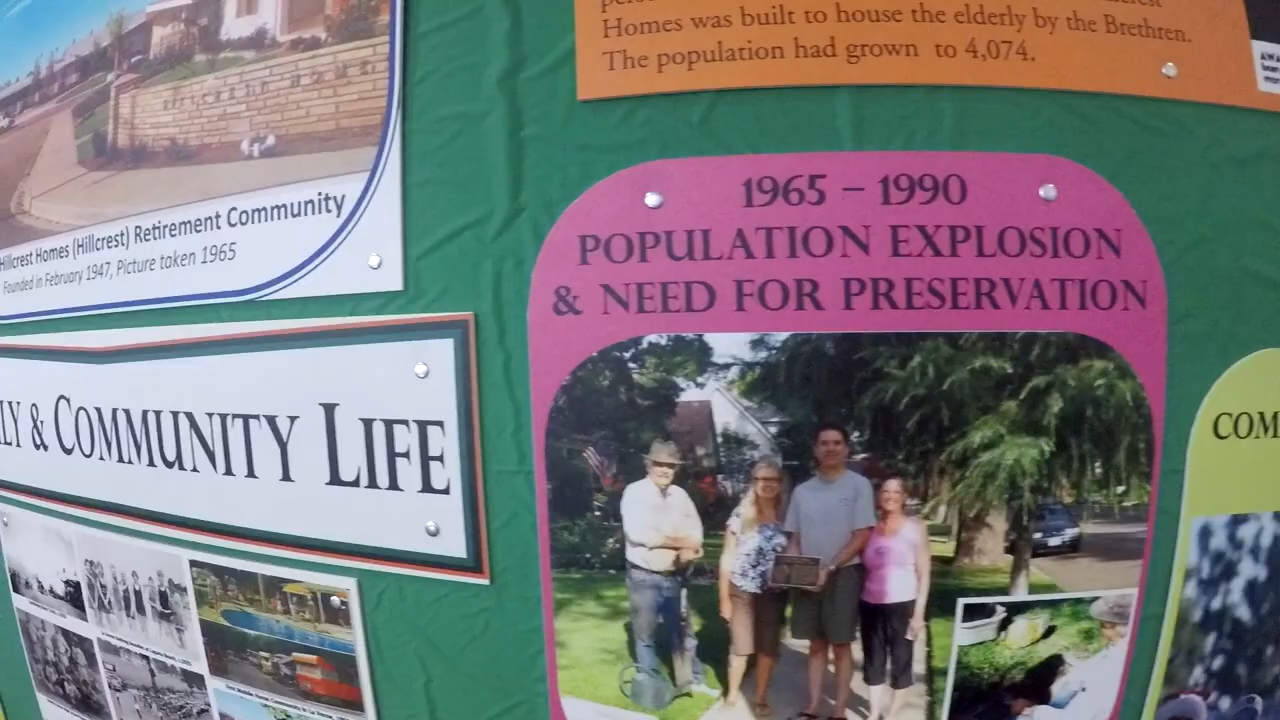 Homes was built to house the elderly by the Brethren.
The population had grown to 4,074.
Hillcrest Homes (Hillcrest) Retirement Community
Founded in February 1947, Picture taken 1965
1965 – 1990
POPULATION EXPLOSION
& NEED FOR PRESERVATION
LY & COMMUNITY LIFE
COM